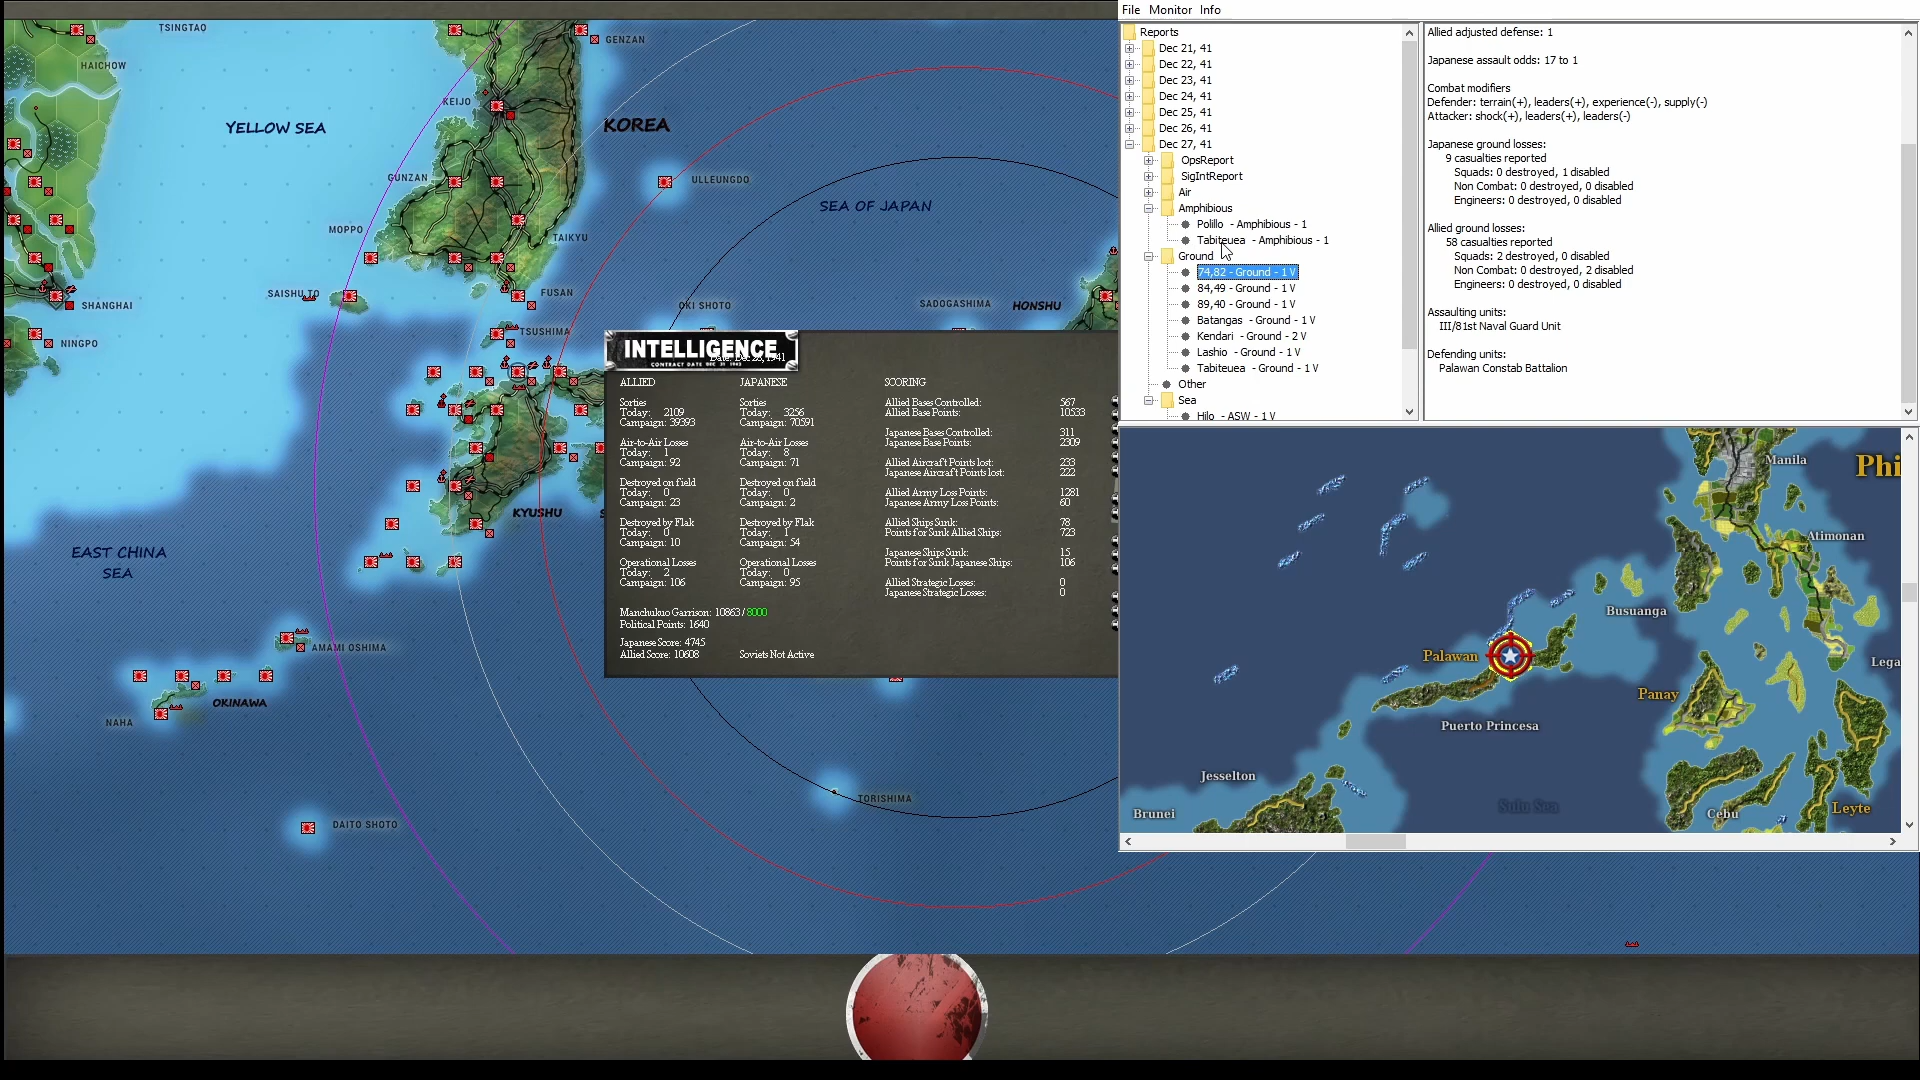 TSINGTAO
HAICHOW
YELLOW SEA
GENZAN
KEIJO
KOREA
GUNZAN
ULLEUNGDO
SEA OF JAPAN
MOPPO
TAIKYU
SAISHU TO
FUSAN
SHANGHAI
OKI SHOTO
SADOGASHIMA
HONSHU
NINGPO
TSUSHIMA
KYUSHU
EAST CHINA
SEA
AMAMI OSHIMA
OKINAWA
NAHA
DAITO SHOTO
TORISHIMA
INTELLIGENCE
CONTRACT DATE DEC 31 1942
ALLIED JAPANESE SCORING
Sorties Sorties Allied Bases Controlled: 567
Today: 2109 Today: 3256 Allied Base Points: 10533
Campaign: 39393 Campaign: 70591
Japanese Bases Controlled: 311
Air-to-Air Losses Air-to-Air Losses Japanese Base Points: 2309
Today: 1 Today: 8
Campaign: 92 Campaign: 71 Allied Aircraft Points lost: 233
Japanese Aircraft Points lost: 222
Destroyed on field Destroyed on field
Today: 0 Today: 0 Allied Army Loss Points: 1281
Campaign: 23 Campaign: 2 Japanese Army Loss Points: 60
Destroyed by Flak Destroyed by Flak Allied Ships Sunk: 78
Today: 0 Today: 1 Points for Sunk Allied Ships: 723
Campaign: 10 Campaign: 54
Japanese Ships Sunk: 15
Operational Losses Operational Losses Points for Sunk Japanese Ships: 106
Today: 2 Today: 0
Campaign: 106 Campaign: 95 Allied Strategic Losses: 0
Japanese Strategic Losses: 0
Manchukuo Garrison: 10863 / 8000
Political Points: 1640
Japanese Score: 4745
Allied Score: 10608 Soviets Not Active
File Monitor Info
Reports
Dec 21, 41
Dec 22, 41
Dec 23, 41
Dec 24, 41
Dec 25, 41
Dec 26, 41
Dec 27, 41
OpsReport
SigIntReport
Air
Amphibious
Polillo - Amphibious - 1
Tabiteuea - Amphibious - 1
Ground
74,82 - Ground - 1 V
84,49 - Ground - 1 V
89,40 - Ground - 1 V
Batangas - Ground - 1 V
Kendari - Ground - 2 V
Lashio - Ground - 1 V
Tabiteuea - Ground - 1 V
Other
Sea
Hilo - ASW - 1 V
Allied adjusted defense: 1
Japanese assault odds: 17 to 1
Combat modifiers
Defender: terrain(+), leaders(+), experience(-), supply(-)
Attacker: shock(+), leaders(+), leaders(-)
Japanese ground losses:
9 casualties reported
Squads: 0 destroyed, 1 disabled
Non Combat: 0 destroyed, 0 disabled
Engineers: 0 destroyed, 0 disabled
Allied ground losses:
58 casualties reported
Squads: 2 destroyed, 0 disabled
Non Combat: 0 destroyed, 2 disabled
Engineers: 0 destroyed, 0 disabled
Assaulting units:
III/81st Naval Guard Unit
Defending units:
Palawan Constab Battalion
Manila
Phi
Atimonan
Busuanga
Palawan
Lega
Panay
Puerto Princesa
Jesselton
Sulu Sea
Brunei
Cebu
Leyte